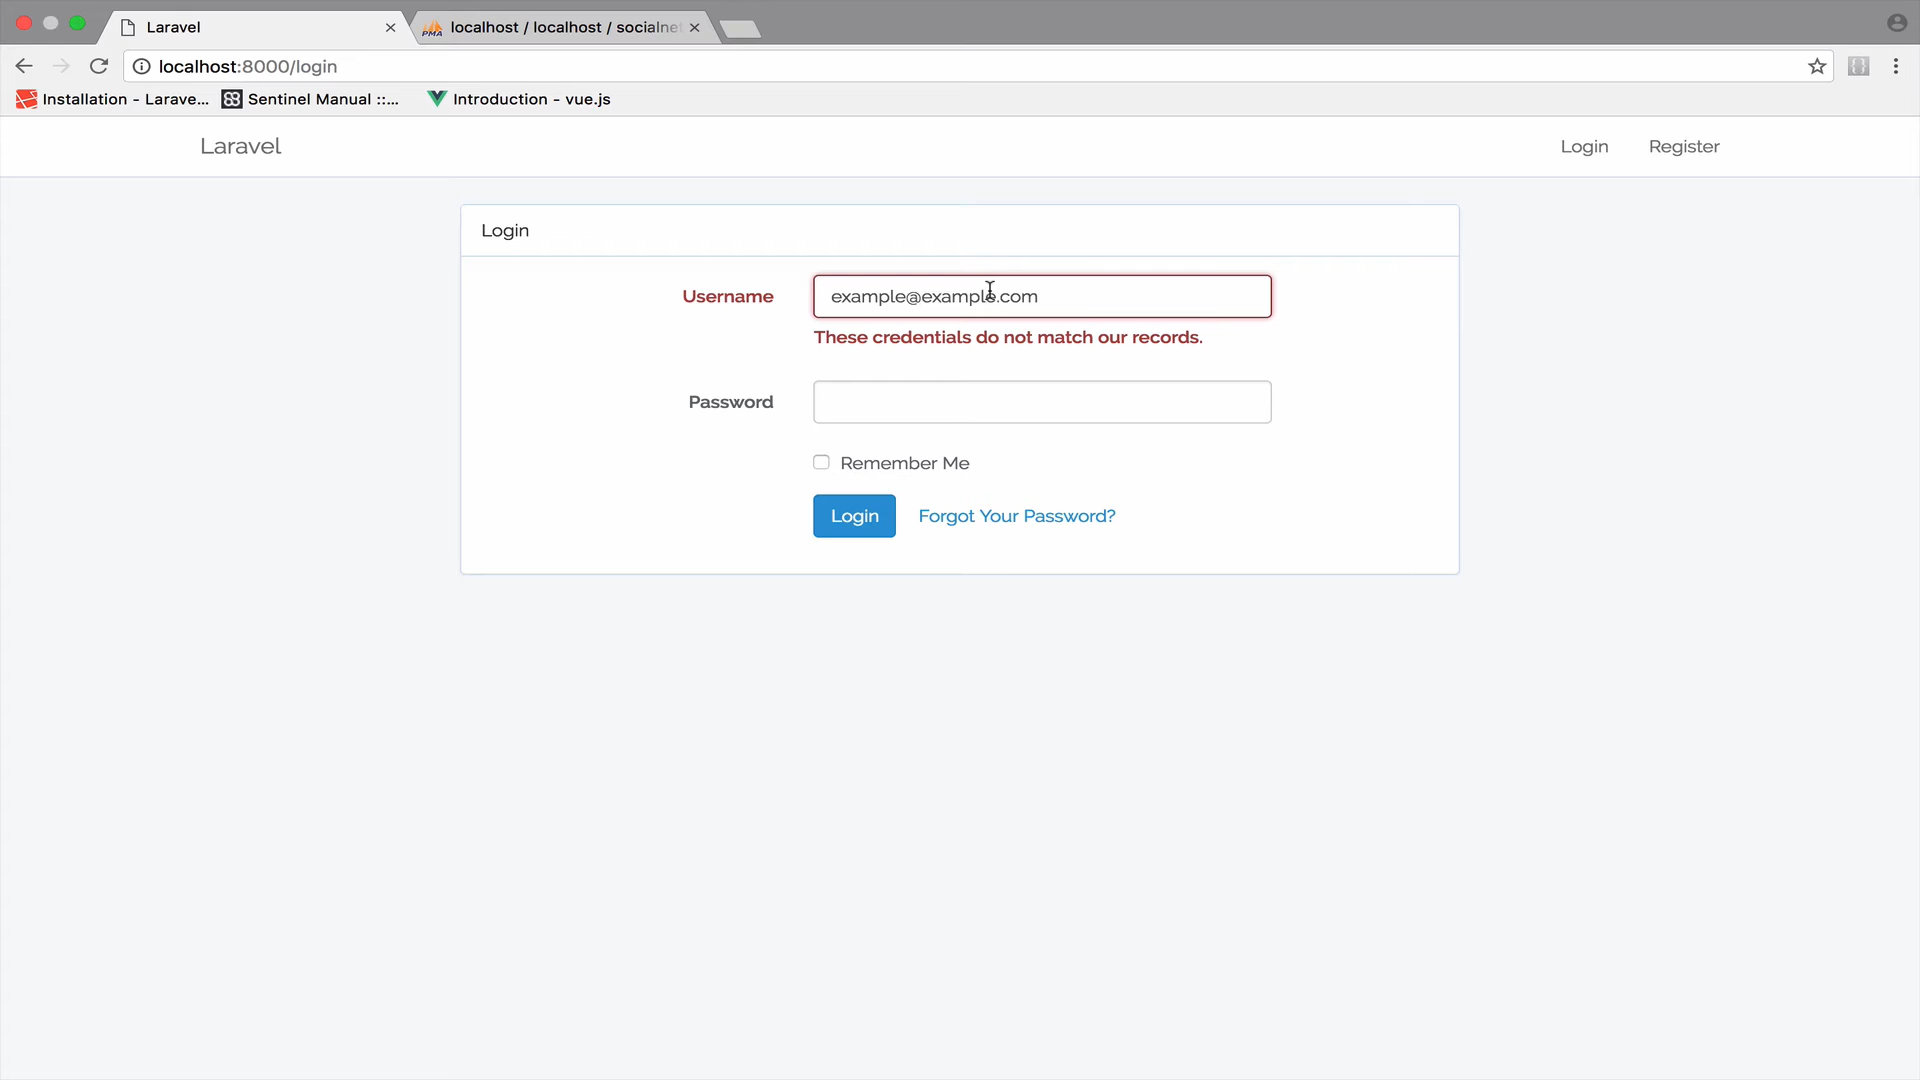 Laravel
localhost / localhost / socialne
localhost:8000/login
Installation - Larave...
Sentinel Manual ::...
Introduction - vue.js
Laravel
Login
Register
Login
Username
example@example.com
These credentials do not match our records.
Password
Remember Me
Login
Forgot Your Password?